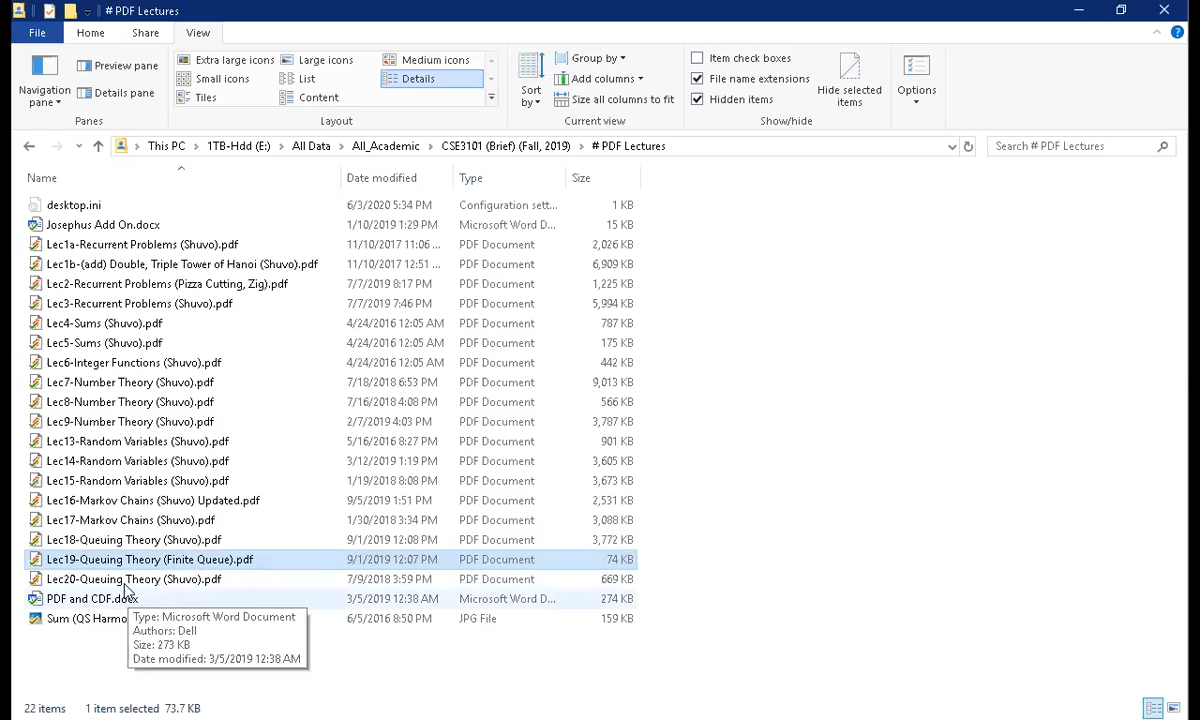 # PDF Lectures
File Home Share View
Navigation pane
Preview pane
Details pane
Panes
Extra large icons Large icons Medium icons
Small icons List Details
Tiles Content
Layout
Sort by
Group by
Add columns
Size all columns to fit
Current view
Item check boxes
File name extensions
Hidden items
Hide selected items
Show/hide
Options
This PC > 1TB-Hdd (E:) > All Data > All_Academic > CSE3101 (Brief) (Fall, 2019) > # PDF Lectures
Search # PDF Lectures
Name Date modified Type Size
desktop.ini 6/3/2020 5:34 PM Configuration sett... 1 KB
Josephus Add On.docx 1/10/2019 1:29 PM Microsoft Word D... 15 KB
Lec1a-Recurrent Problems (Shuvo).pdf 11/10/2017 11:06 ... PDF Document 2,026 KB
Lec1b-(add) Double, Triple Tower of Hanoi (Shuvo).pdf 11/10/2017 12:51 ... PDF Document 6,909 KB
Lec2-Recurrent Problems (Pizza Cutting, Zig).pdf 7/7/2019 8:17 PM PDF Document 1,225 KB
Lec3-Recurrent Problems (Shuvo).pdf 7/7/2019 7:46 PM PDF Document 5,994 KB
Lec4-Sums (Shuvo).pdf 4/24/2016 12:05 AM PDF Document 787 KB
Lec5-Sums (Shuvo).pdf 4/24/2016 12:05 AM PDF Document 175 KB
Lec6-Integer Functions (Shuvo).pdf 4/24/2016 12:05 AM PDF Document 442 KB
Lec7-Number Theory (Shuvo).pdf 7/18/2018 6:53 PM PDF Document 9,013 KB
Lec8-Number Theory (Shuvo).pdf 7/16/2018 4:08 PM PDF Document 566 KB
Lec9-Number Theory (Shuvo).pdf 2/7/2019 4:03 PM PDF Document 3,787 KB
Lec13-Random Variables (Shuvo).pdf 5/16/2016 8:27 PM PDF Document 901 KB
Lec14-Random Variables (Shuvo).pdf 3/12/2019 1:19 PM PDF Document 3,605 KB
Lec15-Random Variables (Shuvo).pdf 1/19/2018 8:08 PM PDF Document 3,673 KB
Lec16-Markov Chains (Shuvo) Updated.pdf 9/5/2019 1:51 PM PDF Document 2,531 KB
Lec17-Markov Chains (Shuvo).pdf 1/30/2018 3:34 PM PDF Document 3,088 KB
Lec18-Queuing Theory (Shuvo).pdf 9/1/2019 12:08 PM PDF Document 3,772 KB
Lec19-Queuing Theory (Finite Queue).pdf 9/1/2019 12:07 PM PDF Document 74 KB
Lec20-Queuing Theory (Shuvo).pdf 7/9/2018 3:59 PM PDF Document 669 KB
PDF and CDF.docx 3/5/2019 12:38 AM Microsoft Word D... 274 KB
Sum (QS Harmo 6/5/2016 8:50 PM JPG File 159 KB
Type: Microsoft Word Document
Authors: Dell
Size: 273 KB
Date modified: 3/5/2019 12:38 AM
22 items 1 item selected 73.7 KB